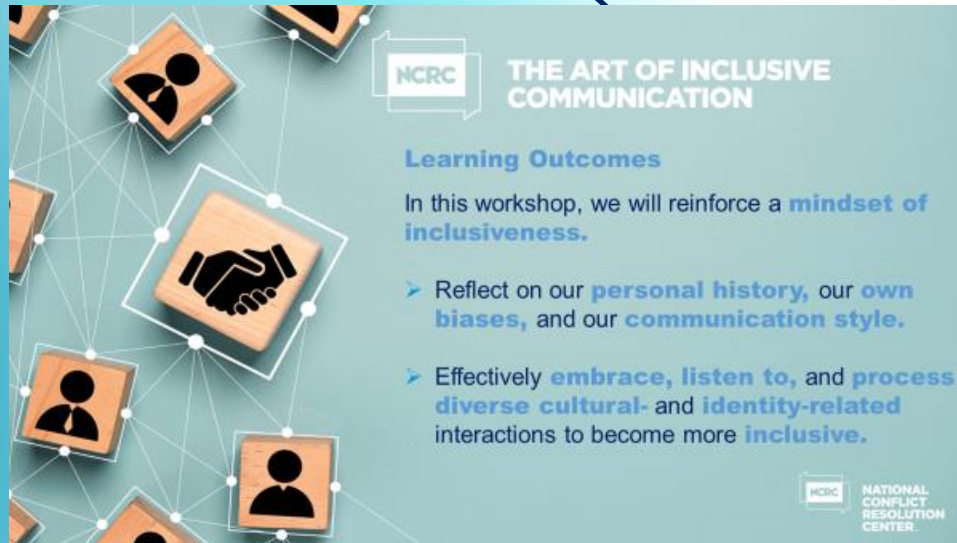 NCRC
THE ART OF INCLUSIVE
COMMUNICATION
Learning Outcomes
In this workshop, we will reinforce a mindset of
inclusiveness.
➢ Reflect on our personal history, our own
biases, and our communication style.
➢ Effectively embrace, listen to, and process
diverse cultural- and identity-related
interactions to become more inclusive.
NCRC
NATIONAL
CONFLICT
RESOLUTION
CENTER.